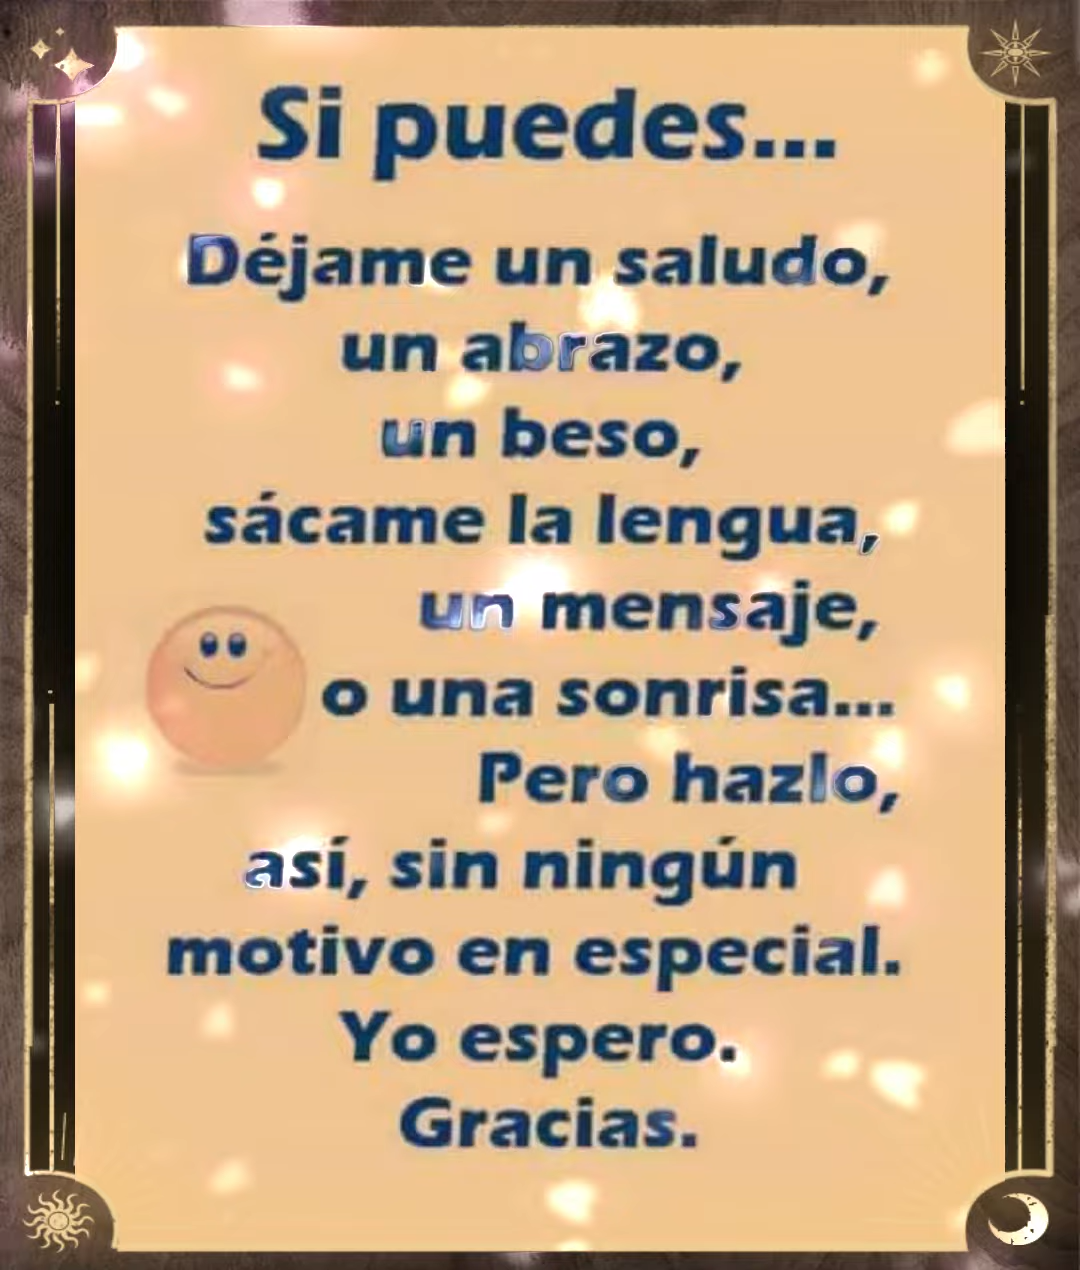 Si puedes...
Déjame un saludo,
un abrazo,
un beso,
sácame la lengua,
un mensaje,
o una sonrisa...
Pero hazlo,
así, sin ningún
motivo en especial.
Yo espero.
Gracias.